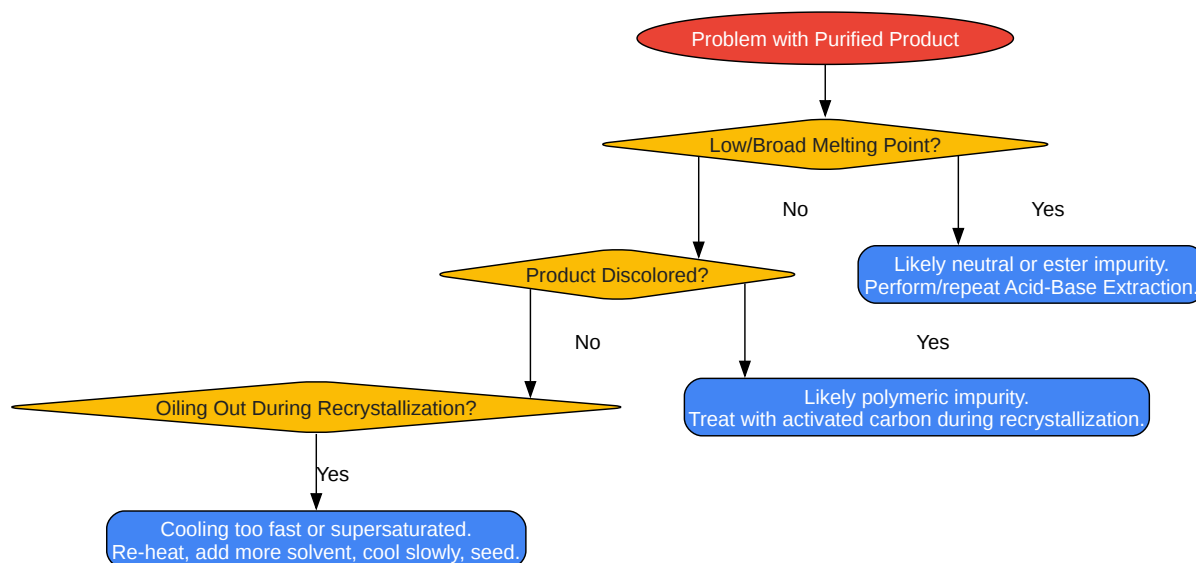 Problem with Purified Product
Low/Broad Melting Point?
No
Yes
Likely neutral or ester impurity.
Perform/repeat Acid-Base Extraction.
Product Discolored?
No
Yes
Likely polymeric impurity.
Treat with activated carbon during recrystallization.
Oiling Out During Recrystallization?
Yes
Cooling too fast or supersaturated.
Re-heat, add more solvent, cool slowly, seed.